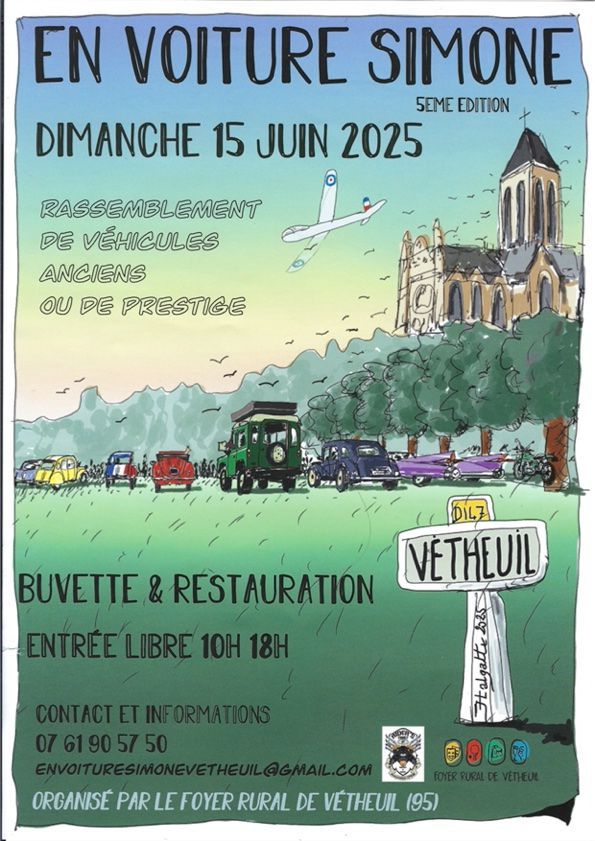 EN VOITURE SIMONE
5EME EDITION
DIMANCHE 15 JUIN 2025
RASSEMBLEMENT
DE VÉHICULES
ANCIENS
OU DE PRESTIGE
D147
VÉTHEUIL
BUVETTE & RESTAURATION
ENTRÉE LIBRE 10H 18H
CONTACT ET INFORMATIONS
07 61 90 57 50
ENVOITURESIMONEVETHEUIL@GMAIL.COM
FOYER RURAL DE VÉTHEUIL
ORGANISÉ PAR LE FOYER RURAL DE VÉTHEUIL (95)